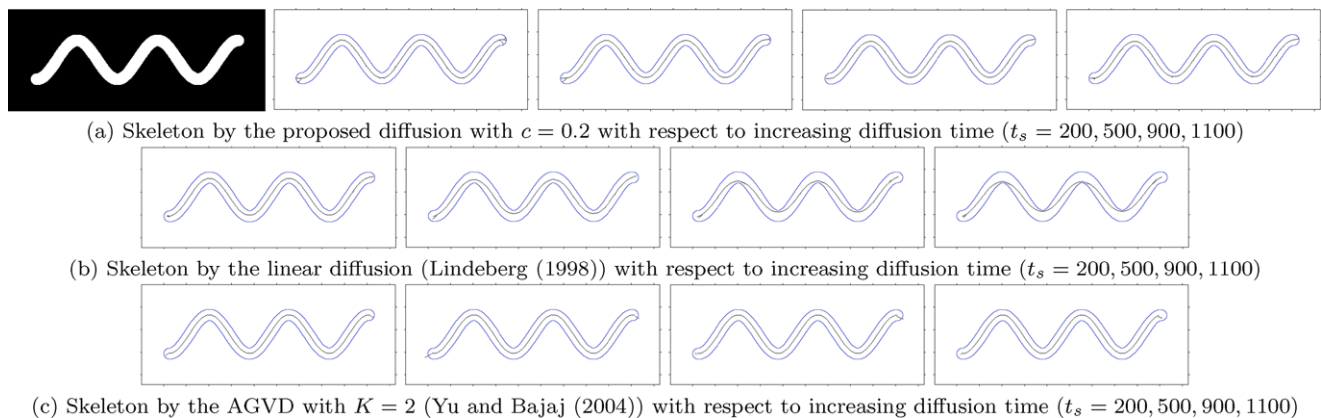 (a) Skeleton by the proposed diffusion with c = 0.2 with respect to increasing diffusion time (t_s = 200, 500, 900, 1100)
(b) Skeleton by the linear diffusion (Lindeberg (1998)) with respect to increasing diffusion time (t_s = 200, 500, 900, 1100)
(c) Skeleton by the AGVD with K = 2 (Yu and Bajaj (2004)) with respect to increasing diffusion time (t_s = 200, 500, 900, 1100)